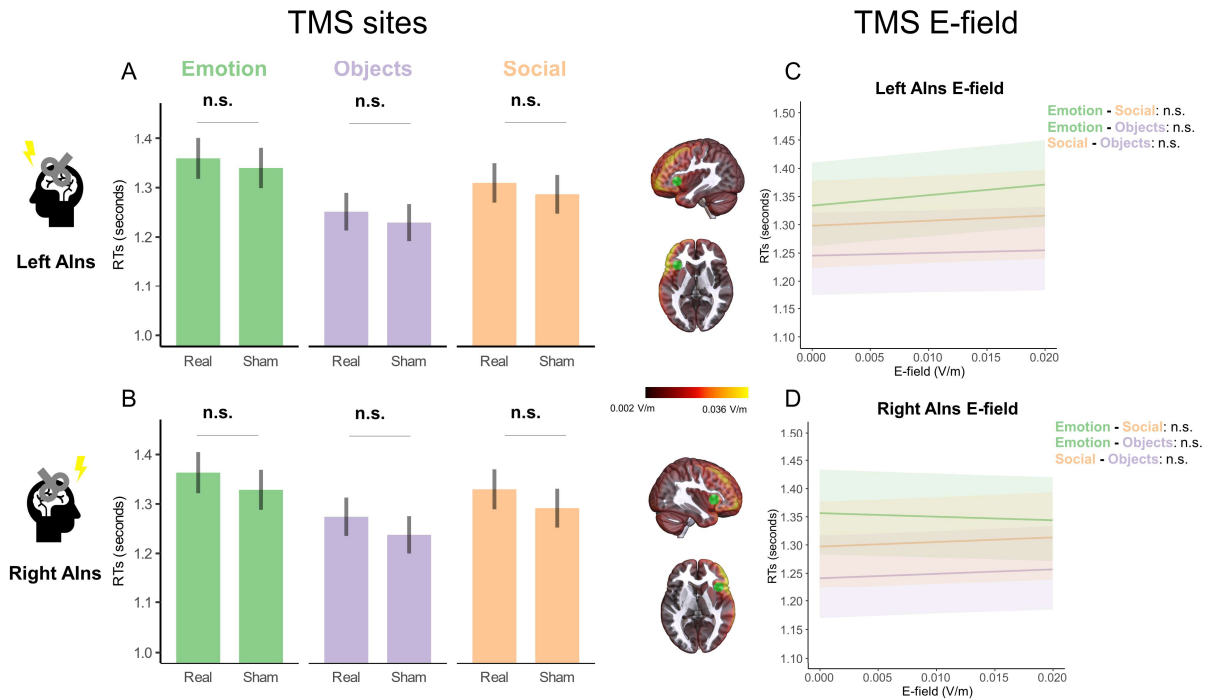 TMS sites
TMS E-field
A
Emotion
Objects
Social
n.s.
n.s.
n.s.
RTs (seconds)
1.4
1.3
1.2
1.1
1.0
Real
Sham
Real
Sham
Real
Sham
Left AIns
C
Left AIns E-field
Emotion - Social: n.s.
Emotion - Objects: n.s.
Social - Objects: n.s.
RTs (seconds)
1.50
1.45
1.40
1.35
1.30
1.25
1.20
1.15
1.10
0.000
0.005
0.010
0.015
0.020
E-field (V/m)
0.002 V/m
0.036 V/m
B
n.s.
n.s.
n.s.
RTs (seconds)
1.4
1.3
1.2
1.1
1.0
Real
Sham
Real
Sham
Real
Sham
Right AIns
D
Right AIns E-field
Emotion - Social: n.s.
Emotion - Objects: n.s.
Social - Objects: n.s.
RTs (seconds)
1.50
1.45
1.40
1.35
1.30
1.25
1.20
1.15
1.10
0.000
0.005
0.010
0.015
0.020
E-field (V/m)